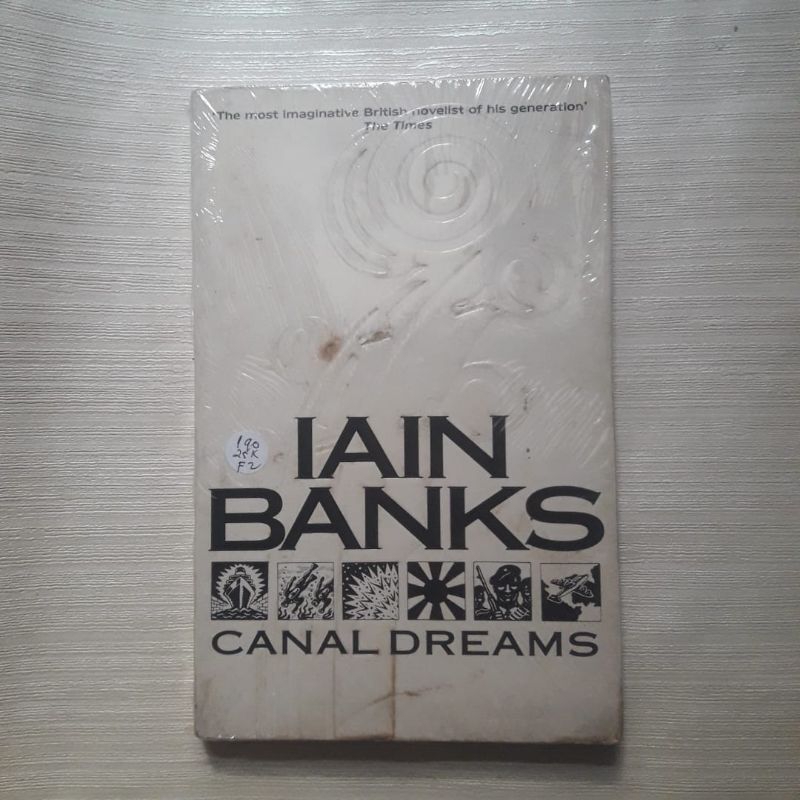 'The most imaginative British novelist of his generation'
The Times
IAIN
BANKS
CANAL DREAMS
190
25K
F2